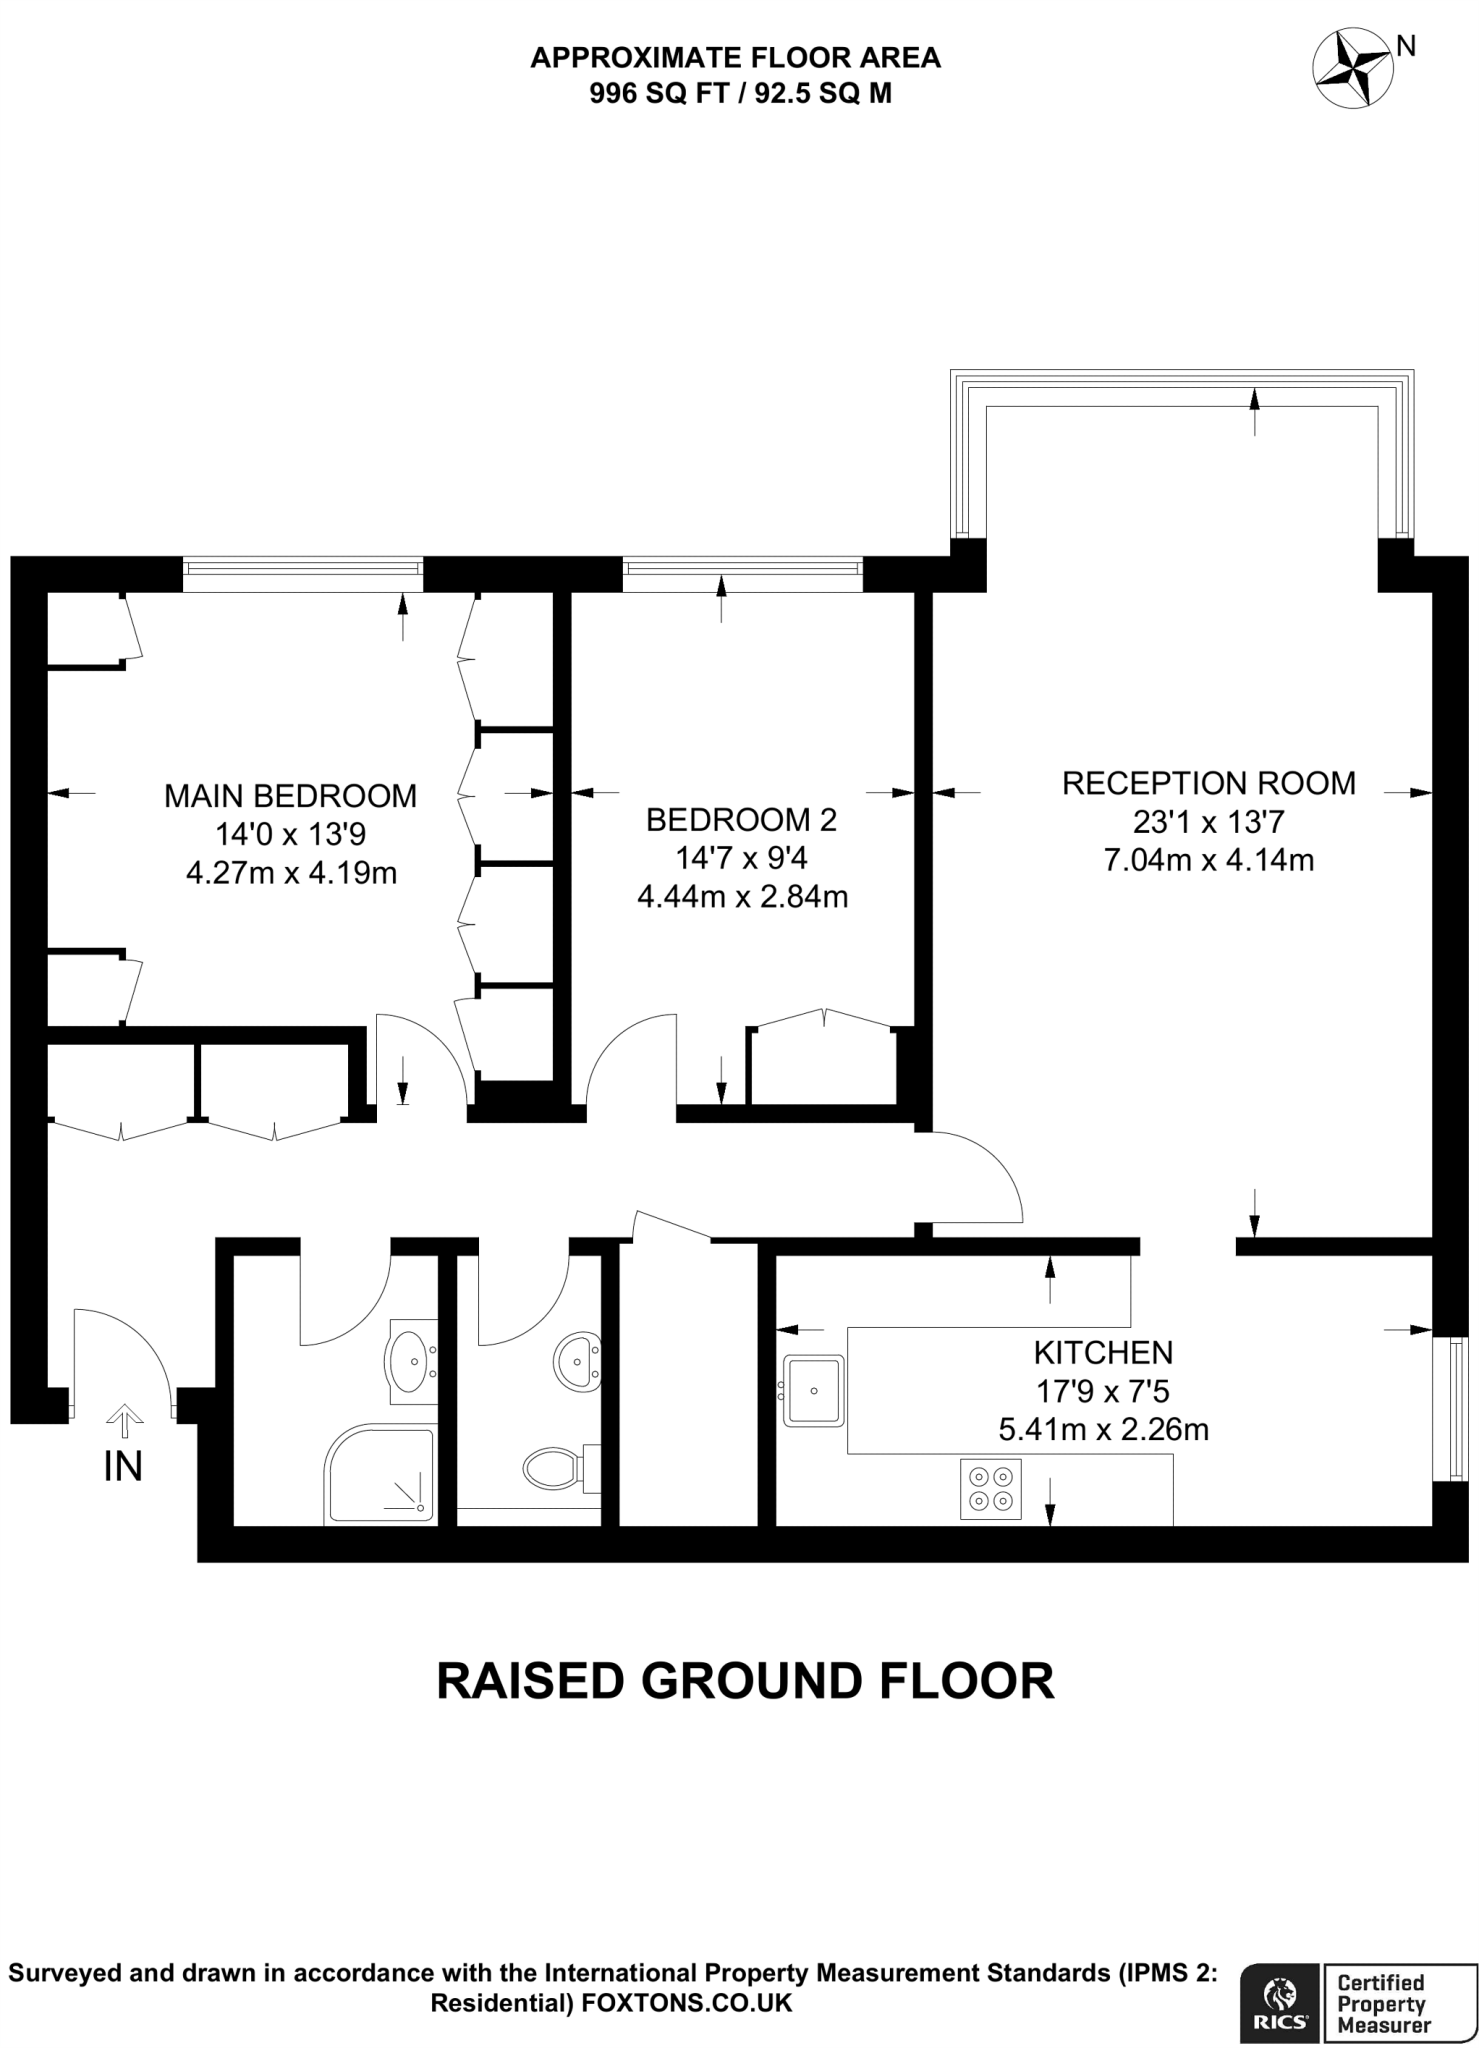 APPROXIMATE FLOOR AREA
996 SQ FT / 92.5 SQ M
N
MAIN BEDROOM
14'0 x 13'9
4.27m x 4.19m
BEDROOM 2
14'7 x 9'4
4.44m x 2.84m
RECEPTION ROOM
23'1 x 13'7
7.04m x 4.14m
KITCHEN
17'9 x 7'5
5.41m x 2.26m
IN
RAISED GROUND FLOOR
Surveyed and drawn in accordance with the International Property Measurement Standards (IPMS 2:
Residential) FOXTONS.CO.UK
RICS
Certified
Property
Measurer